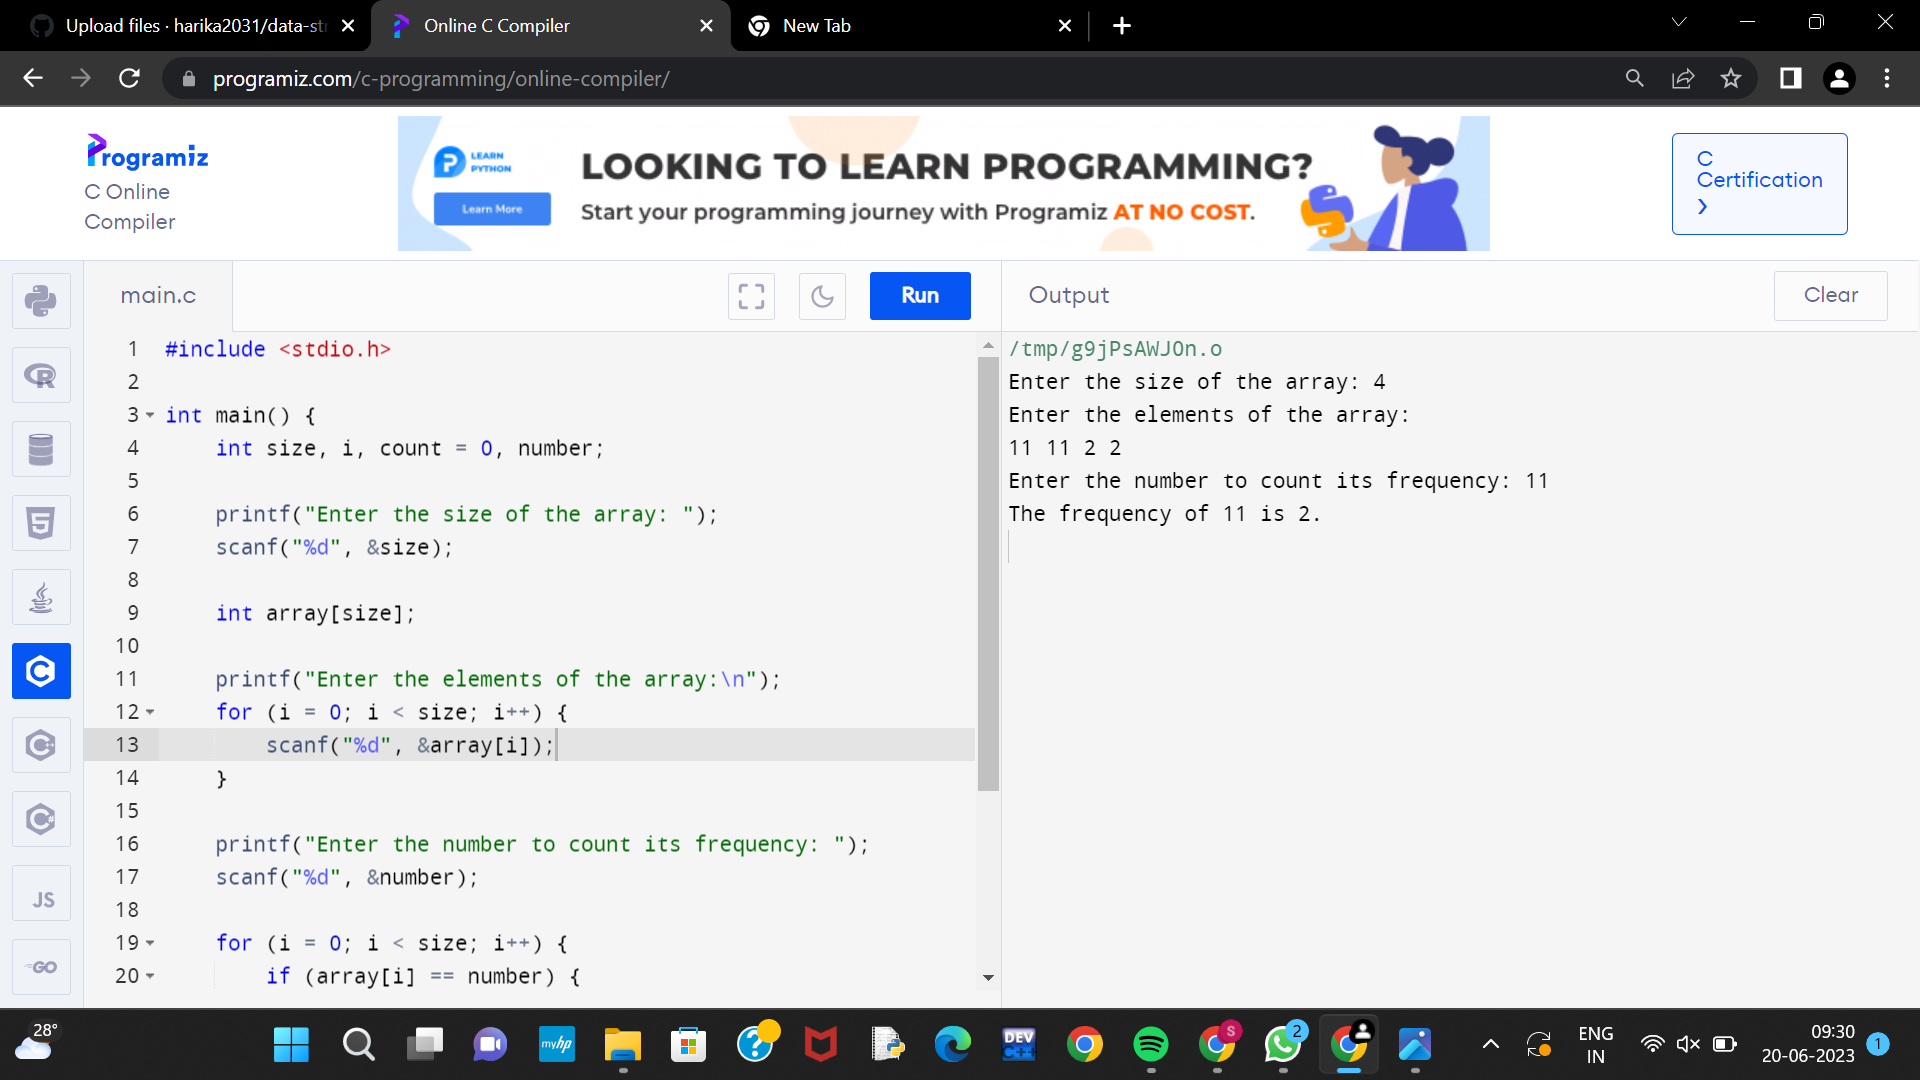 Upload files · harika2031/data-str
Online C Compiler
New Tab
programiz.com/c-programming/online-compiler/
Programiz
C Online
Compiler
LEARN
PYTHON
Learn More
LOOKING TO LEARN PROGRAMMING?
Start your programming journey with Programiz AT NO COST.
C
Certification
>
main.c
Run
Output
Clear
1 #include <stdio.h>
2
3 int main() {
4 int size, i, count = 0, number;
5
6 printf("Enter the size of the array: ");
7 scanf("%d", &size);
8
9 int array[size];
10
11 printf("Enter the elements of the array:\n");
12 for (i = 0; i < size; i++) {
13 scanf("%d", &array[i]);
14 }
15
16 printf("Enter the number to count its frequency: ");
17 scanf("%d", &number);
18
19 for (i = 0; i < size; i++) {
20 if (array[i] == number) {
/tmp/g9jPsAWJOn.o
Enter the size of the array: 4
Enter the elements of the array:
11 11 2 2
Enter the number to count its frequency: 11
The frequency of 11 is 2.
R
5
C
C
C
JS
GO
28°
myhp
?
DEV
C++
S
2
ENG
IN
09:30
20-06-2023
1